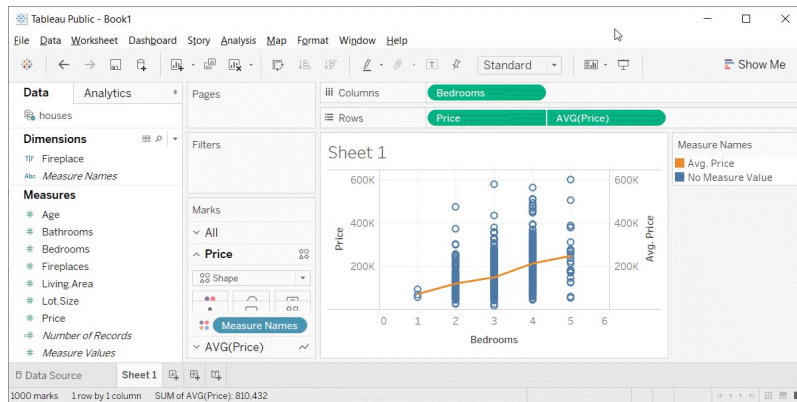 Tableau Public - Book1
File Data Worksheet Dashboard Story Analysis Map Format Window Help
T Standard Show Me
Data Analytics
Pages
Columns Bedrooms
houses
Rows Price AVG(Price)
Dimensions
Filters
T|F Fireplace
Abc Measure Names
Sheet 1
Measure Names
Avg. Price
No Measure Value
Measures
# Age
# Bathrooms
# Bedrooms
# Fireplaces
# Living.Area
# Lot.Size
# Price
# Number of Records
# Measure Values
Marks
All
Price
Shape
Measure Names
AVG(Price)
600K
400K
200K
Price
600K
400K
200K
Avg. Price
0 1 2 3 4 5 6
Bedrooms
Data Source Sheet 1
1000 marks 1 row by 1 column SUM of AVG(Price): 810,432